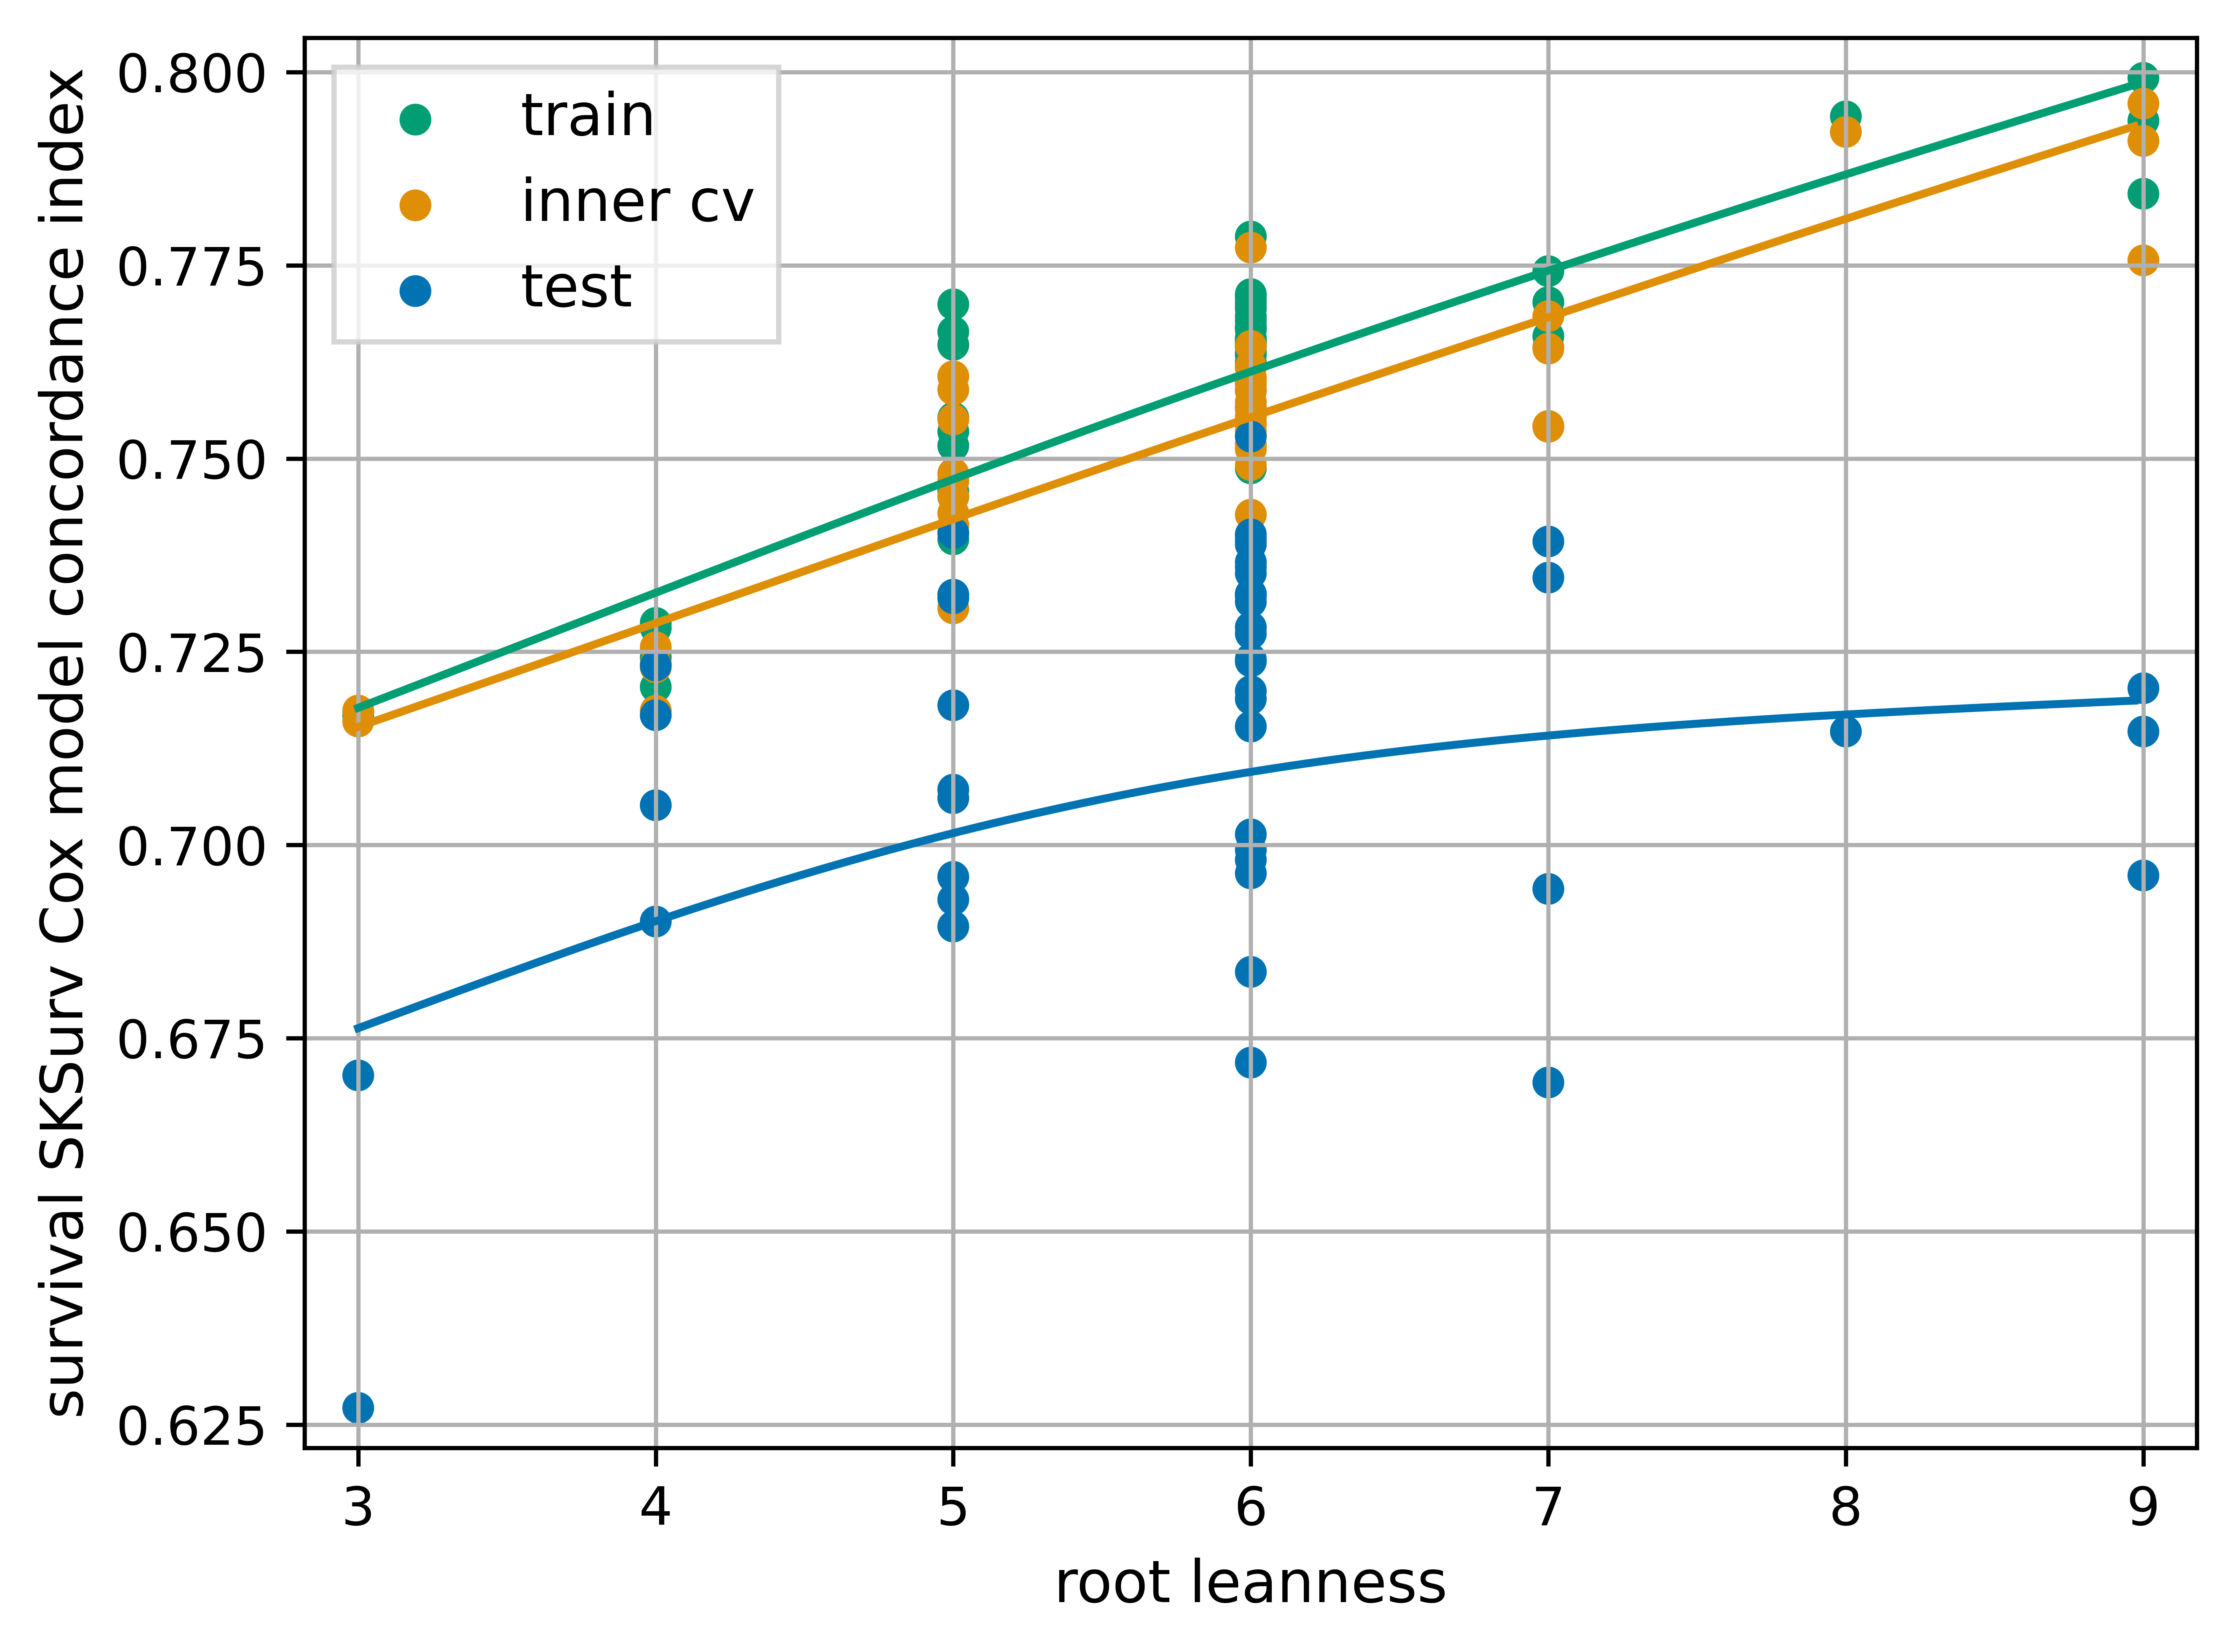 survival SKSurv Cox model concordance index
0.800
0.775
0.750
0.725
0.700
0.675
0.650
0.625
train
inner cv
test
3 4 5 6 7 8 9
root leanness